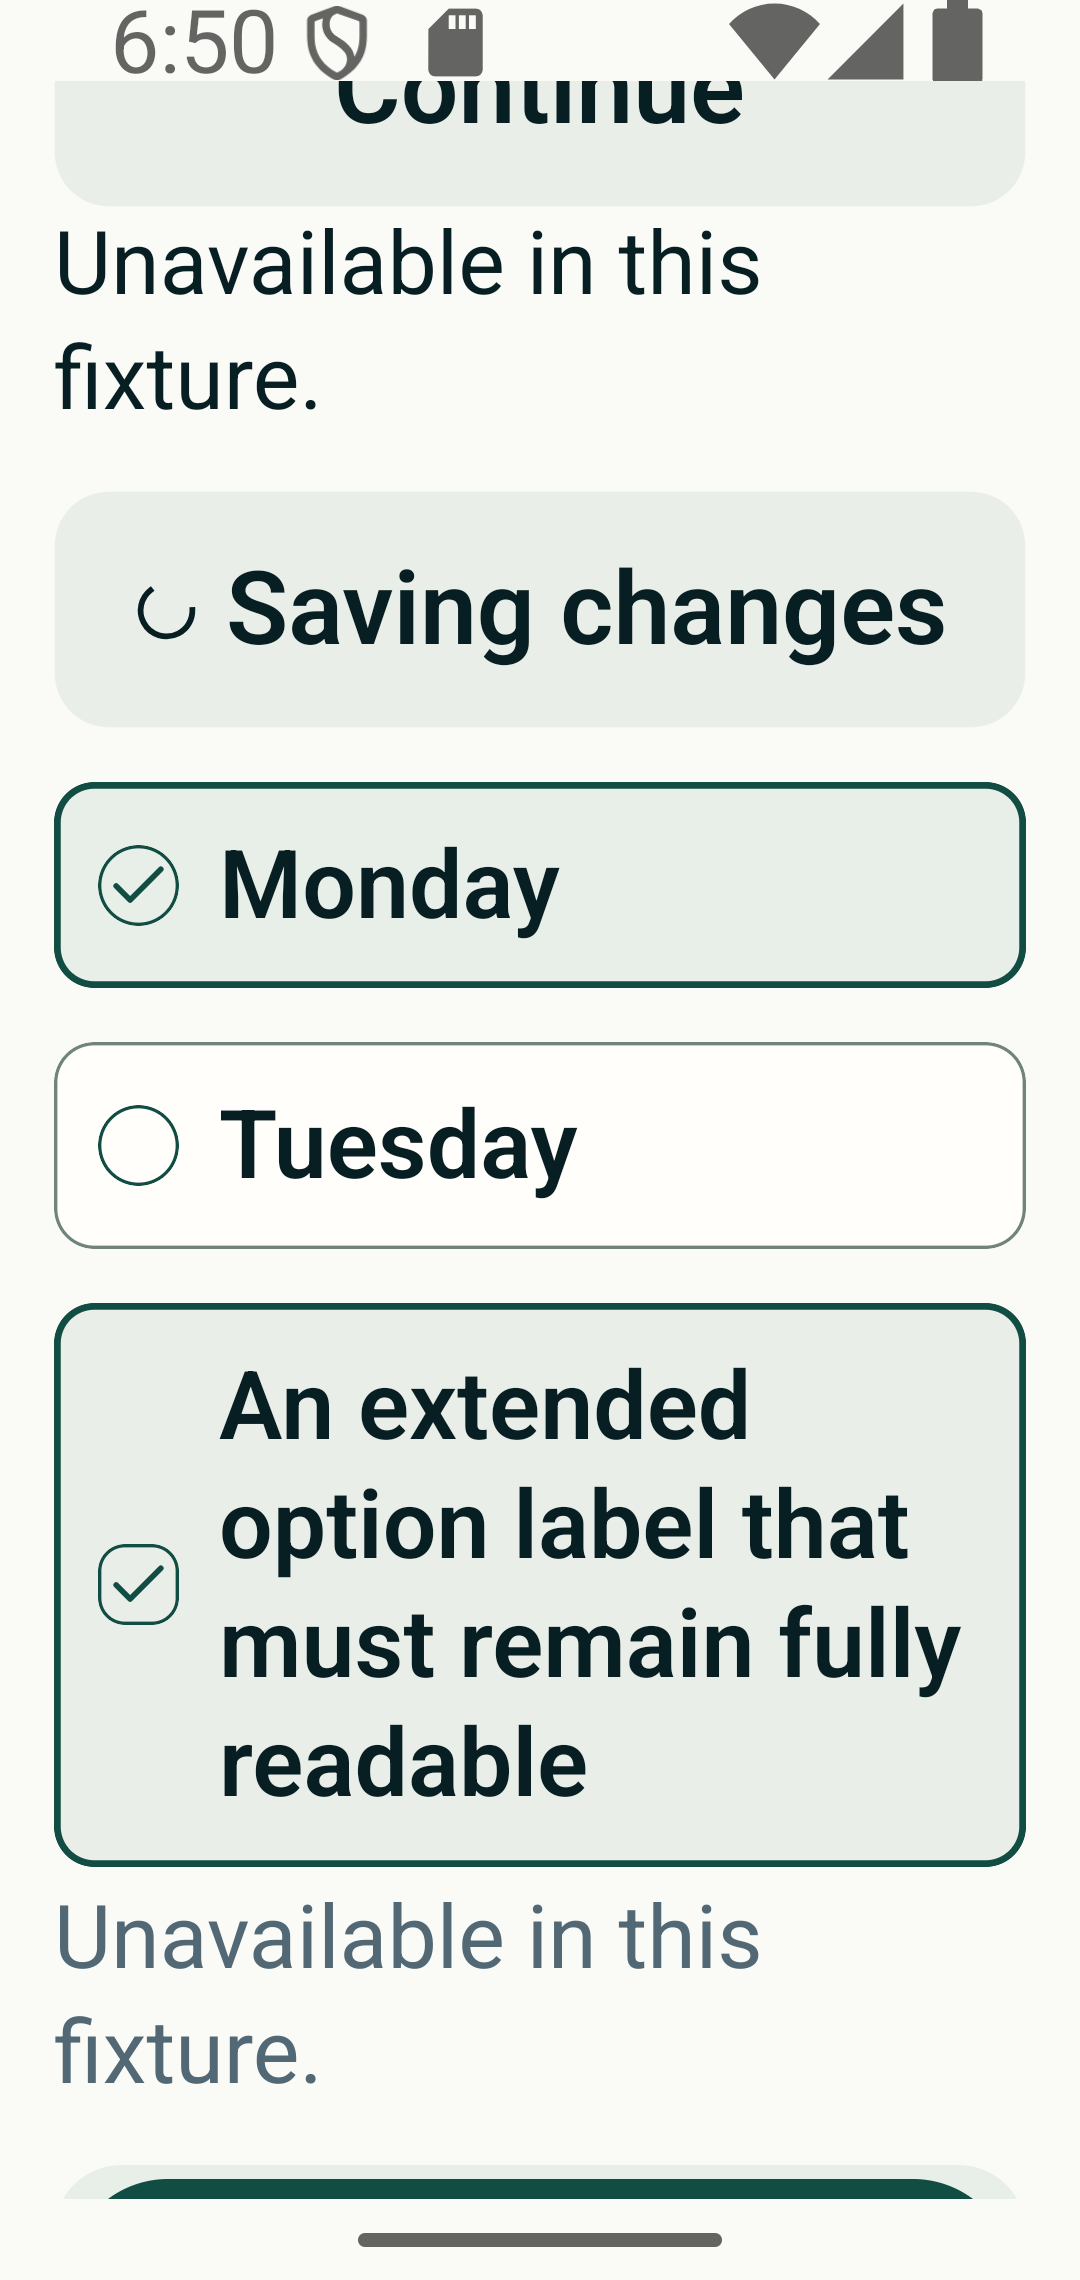 6:50
Continue
Unavailable in this
fixture.
Saving changes
Monday
Tuesday
An extended
option label that
must remain fully
readable
Unavailable in this
fixture.